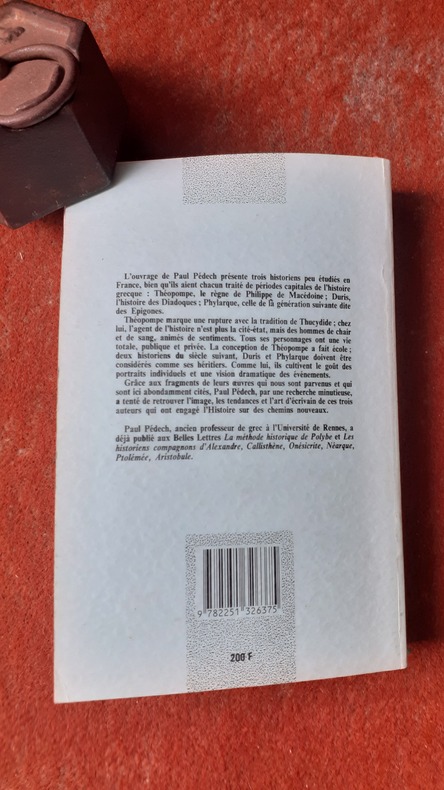 L'ouvrage de Paul Pédech présente trois historiens peu étudiés en
France, bien qu'ils aient chacun traité de périodes capitales de l'histoire
grecque : Théopompe, le règne de Philippe de Macédoine ; Duris,
l'histoire des Diadoques ; Phylarque, celle de la génération suivante dite
des Epigones.
Théopompe marque une rupture avec la tradition de Thucydide ; chez
lui, l'agent de l'histoire n'est plus la cité-état, mais des hommes de chair
et de sang, animés de sentiments. Tous ses personnages ont une vie
totale, publique et privée. La conception de Théopompe a fait école ;
deux historiens du siècle suivant, Duris et Phylarque doivent être
considérés comme ses héritiers. Comme lui, ils cultivent le goût des
portraits individuels et une vision dramatique des évènements.
Grâce aux fragments de leurs œuvres qui nous sont parvenus et qui
sont ici abondamment cités, Paul Pédech, par une recherche minutieuse,
a tenté de retrouver l'image, les tendances et l'art d'écrivain de ces trois
auteurs qui ont engagé l'Histoire sur des chemins nouveaux.
Paul Pédech, ancien professeur de grec à l'Université de Rennes, a
déjà publié aux Belles Lettres La méthode historique de Polybe et Les
historiens compagnons d'Alexandre, Callisthène, Onésicrite, Néarque,
Ptolémée, Aristobule.
9 782251 326375
200 F